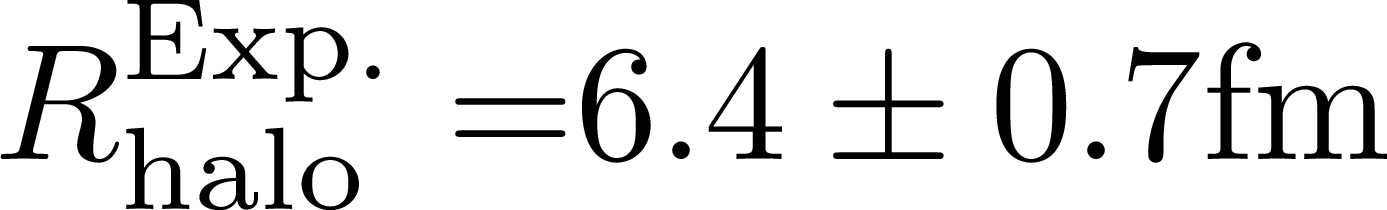 R_halo^Exp. =6.4 ± 0.7fm